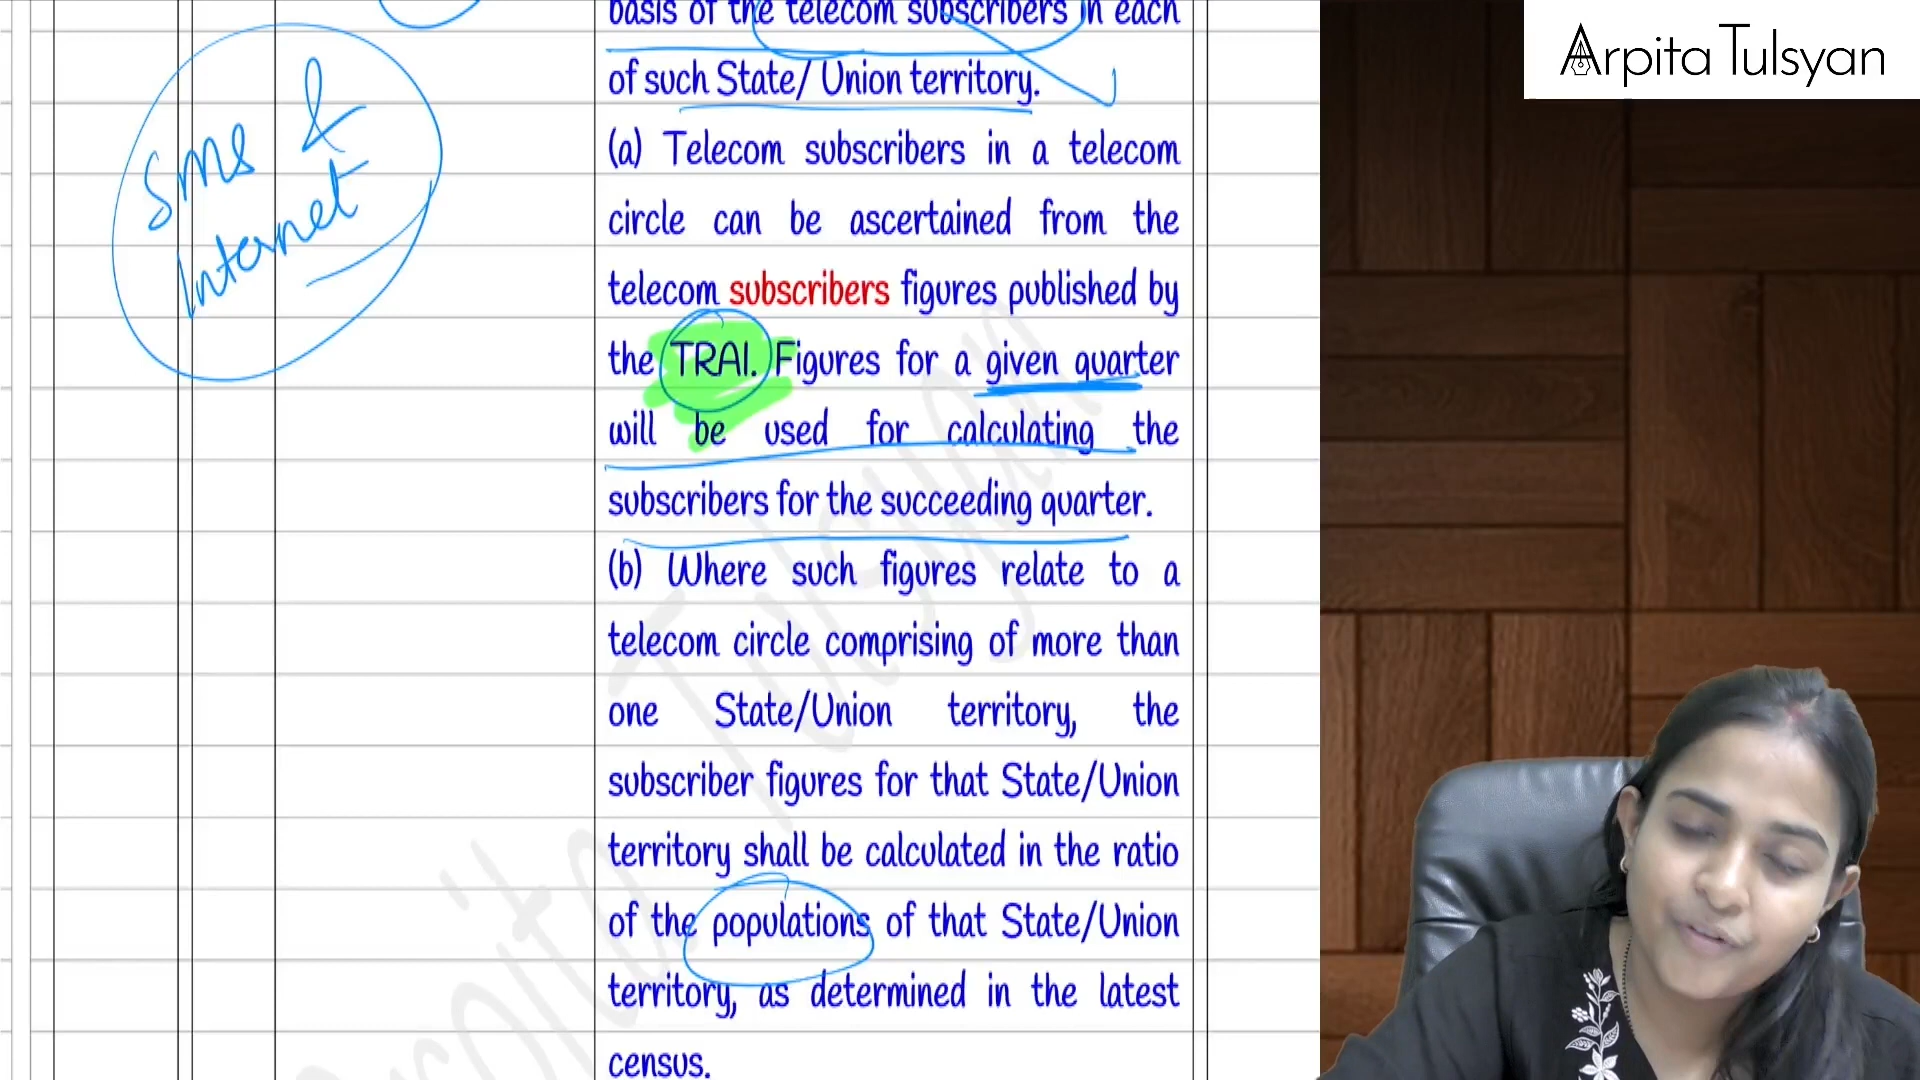 Arpita Tulsyan
basis of the telecom subscribers in each
of such State/ Union territory.
SMS &
Internet
(a) Telecom subscribers in a telecom
circle can be ascertained from the
telecom subscribers figures published by
the TRAI. Figures for a given quarter
will be used for calculating the
subscribers for the succeeding quarter.
(b) Where such figures relate to a
telecom circle comprising of more than
one State/Union territory, the
subscriber figures for that State/Union
territory shall be calculated in the ratio
of the populations of that State/Union
territory, as determined in the latest
census.
Arpita Tulsyan